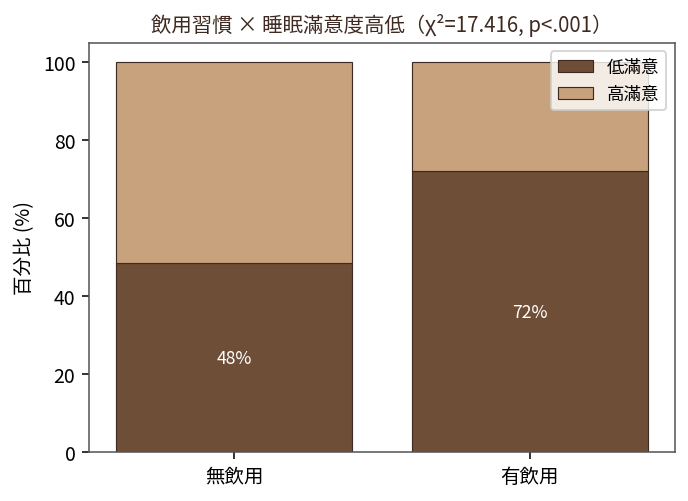 飲用習慣 × 睡眠滿意度高低（χ²=17.416, p<.001）
低滿意
高滿意
百分比 (%)
100
80
60
40
20
0
48%
72%
無飲用
有飲用